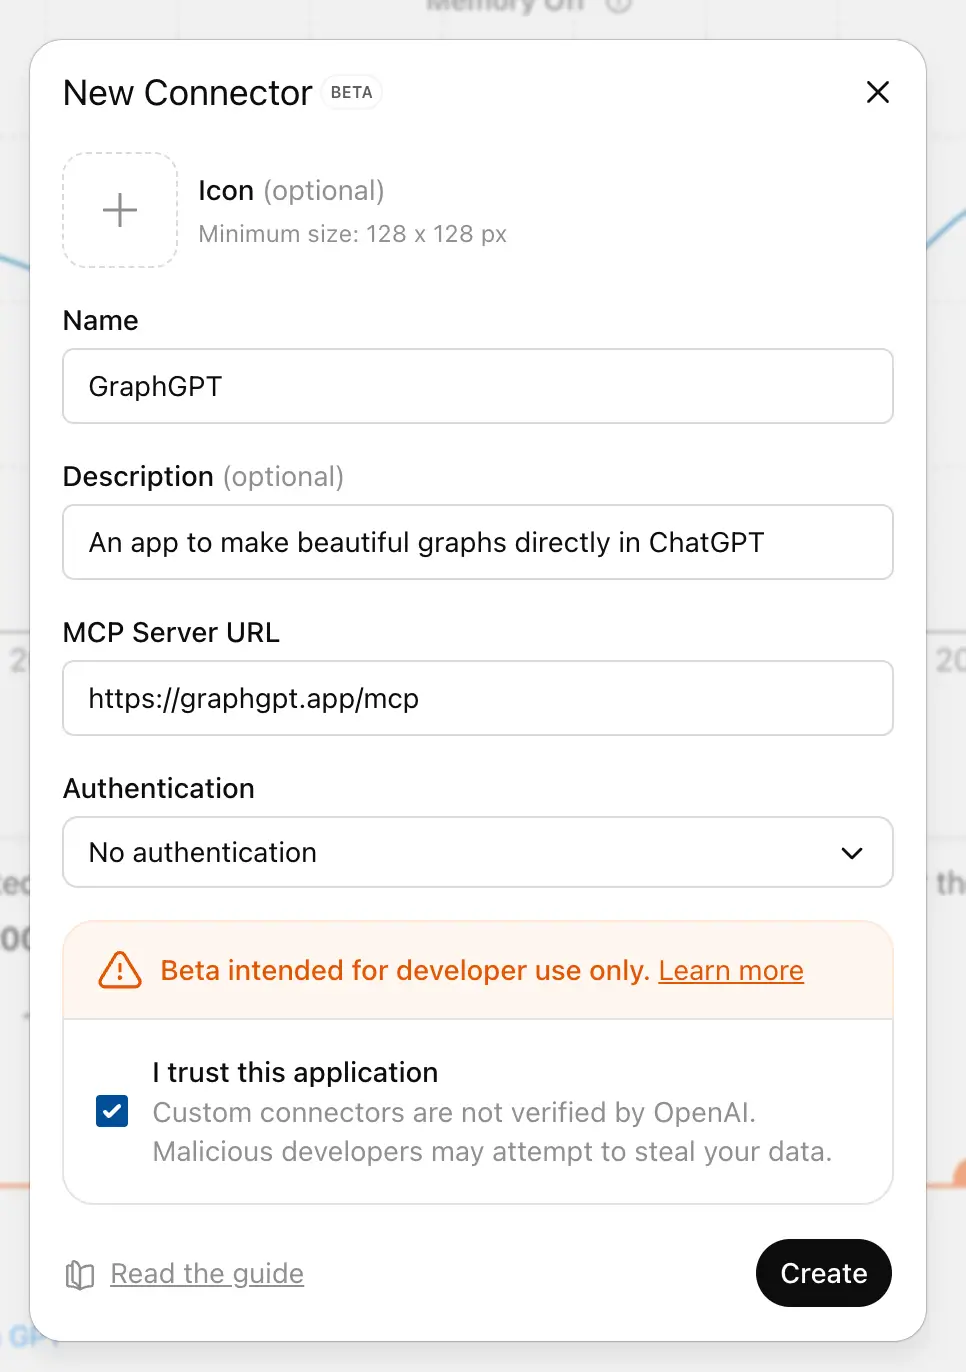 New Connector BETA
Icon (optional)
Minimum size: 128 x 128 px
Name
GraphGPT
Description (optional)
An app to make beautiful graphs directly in ChatGPT
MCP Server URL
https://graphgpt.app/mcp
Authentication
No authentication
Beta intended for developer use only. Learn more
I trust this application
Custom connectors are not verified by OpenAI.
Malicious developers may attempt to steal your data.
Read the guide
Create